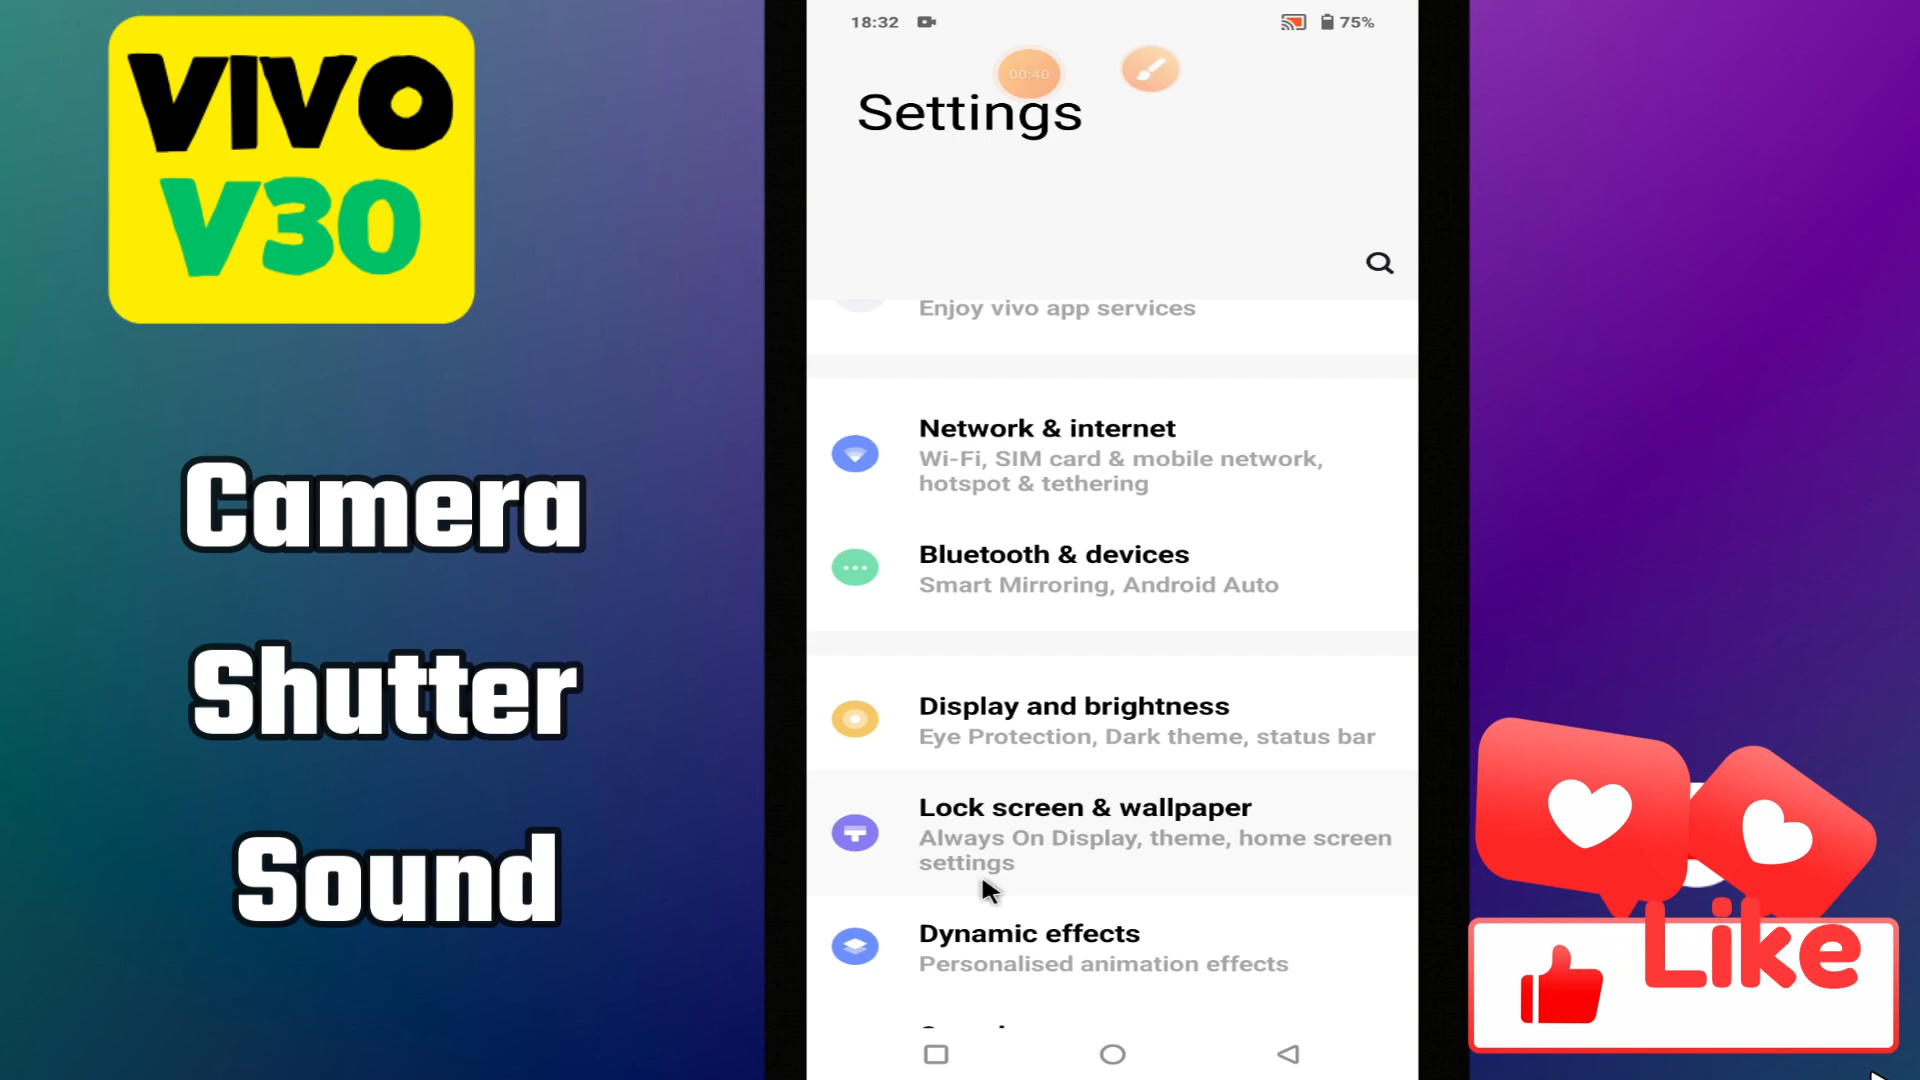 VIVO
V30
Camera
Shutter
Sound
18:32
75%
00:40
Settings
Enjoy vivo app services
Network & internet
Wi-Fi, SIM card & mobile network,
hotspot & tethering
Bluetooth & devices
Smart Mirroring, Android Auto
Display and brightness
Eye Protection, Dark theme, status bar
Lock screen & wallpaper
Always On Display, theme, home screen
settings
Dynamic effects
Personalised animation effects
Like